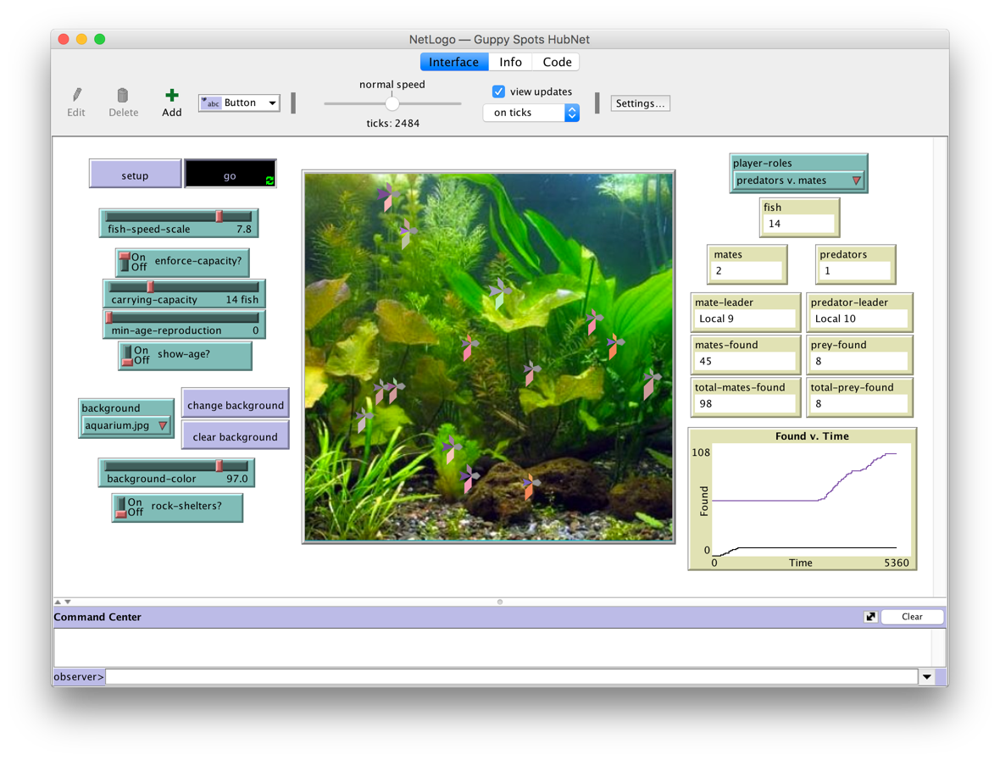 NetLogo — Guppy Spots HubNet
Interface
Info
Code
Edit
Delete
Add
abc Button
normal speed
ticks: 2484
view updates
on ticks
Settings...
setup
go
fish-speed-scale 7.8
On
Off
enforce-capacity?
carrying-capacity 14 fish
min-age-reproduction 0
On
Off
show-age?
background
aquarium.jpg
change background
clear background
background-color 97.0
On
Off
rock-shelters?
player-roles
predators v. mates
fish
14
mates
2
predators
1
mate-leader
Local 9
predator-leader
Local 10
mates-found
45
prey-found
8
total-mates-found
98
total-prey-found
8
Found v. Time
108
Found
0
0 Time 5360
Command Center
Clear
observer>